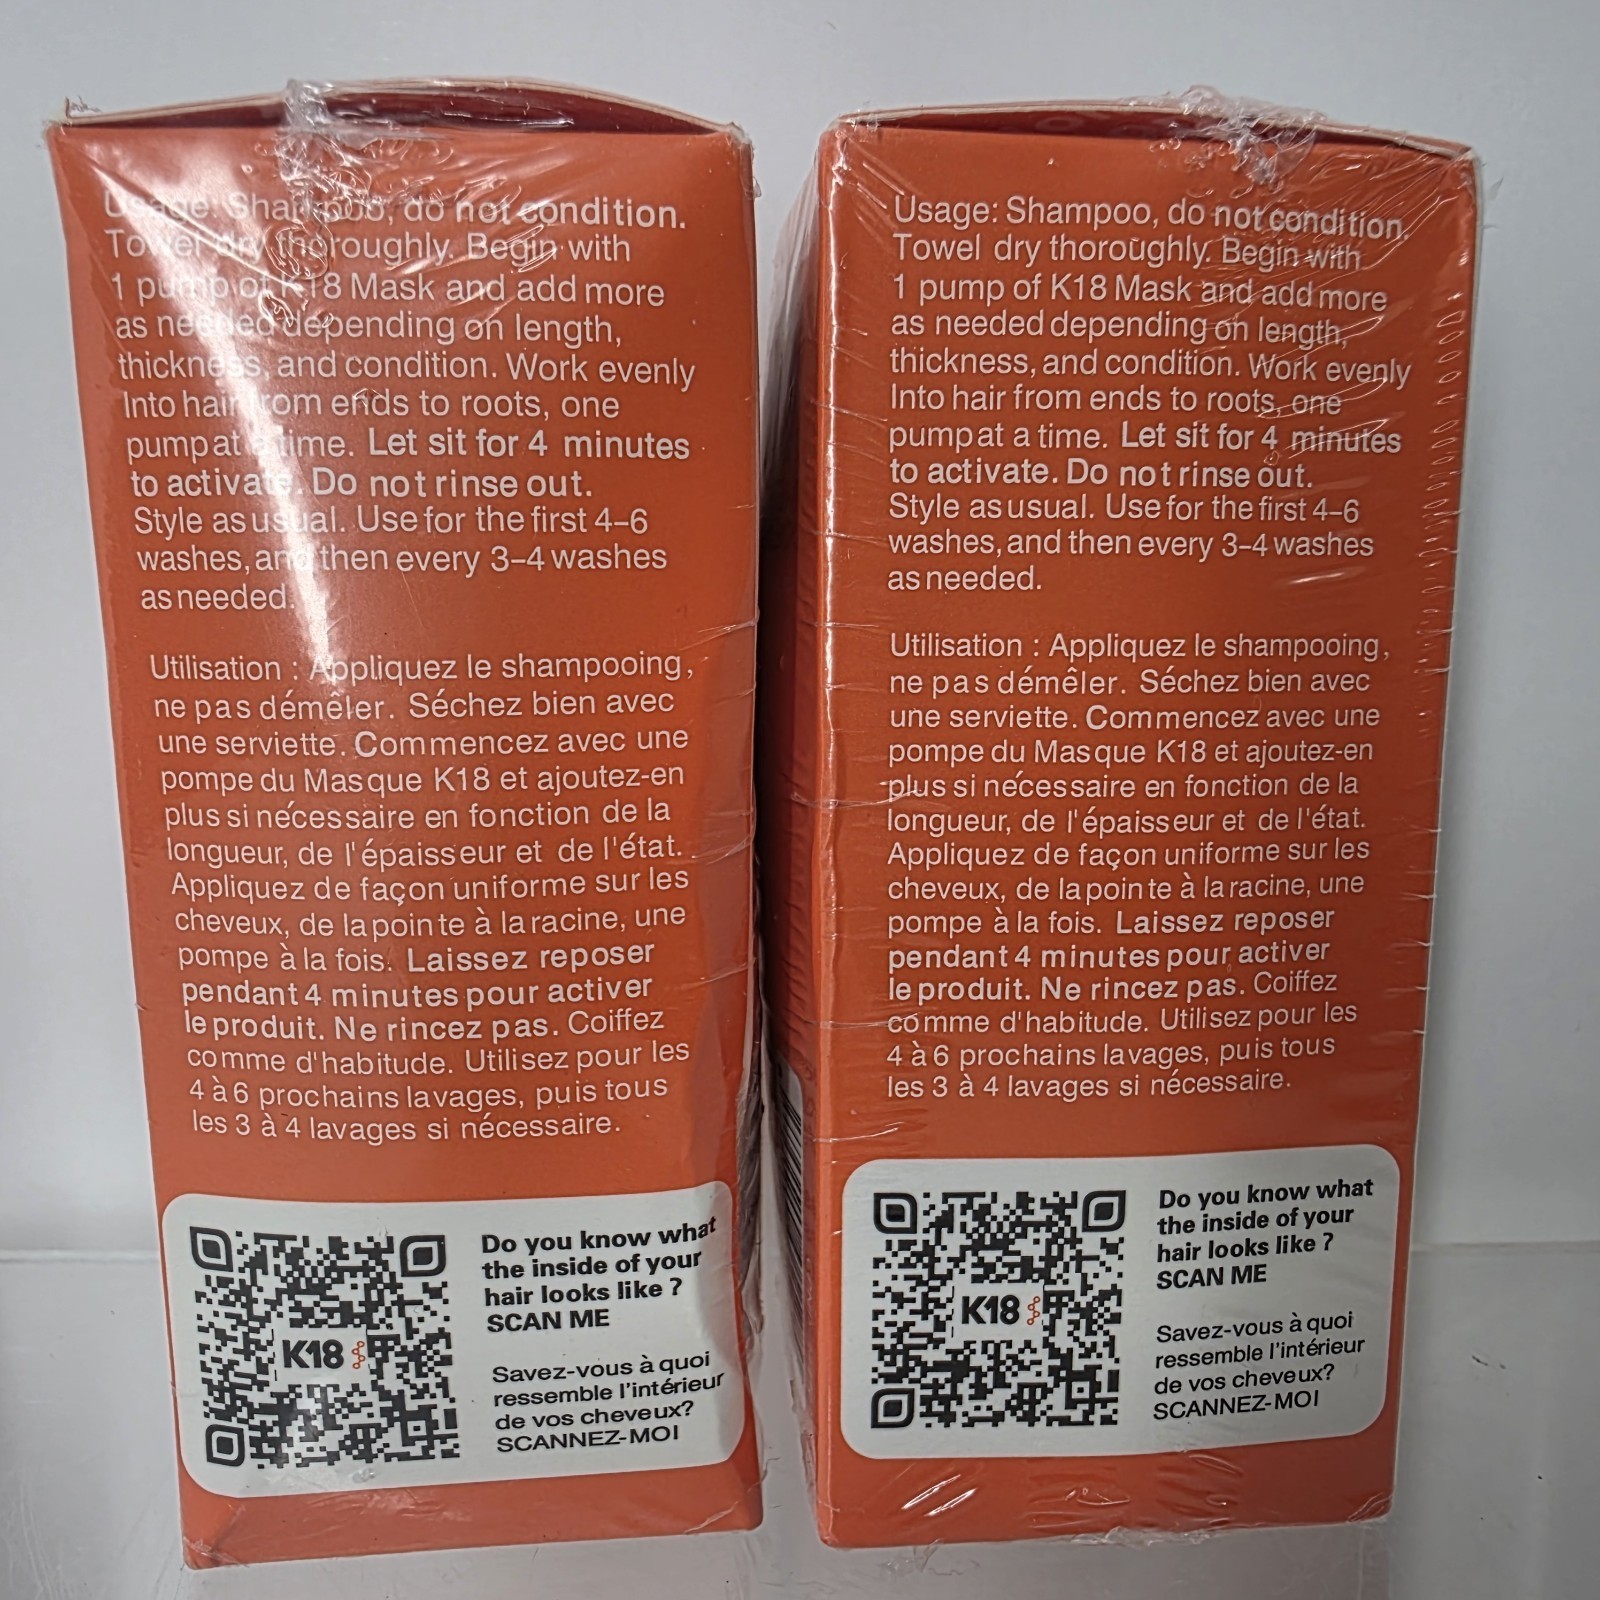 Usage: Shampoo, do not condition.
Towel dry thoroughly. Begin with
1 pump of K18 Mask and add more
as needed depending on length,
thickness, and condition. Work evenly
Into hair from ends to roots, one
pump at a time. Let sit for 4 minutes
to activate. Do not rinse out.
Style as usual. Use for the first 4–6
washes, and then every 3–4 washes
as needed.
Utilisation : Appliquez le shampooing,
ne pas démêler. Séchez bien avec
une serviette. Commencez avec une
pompe du Masque K18 et ajoutez-en
plus si nécessaire en fonction de la
longueur, de l'épaisseur et de l'état.
Appliquez de façon uniforme sur les
cheveux, de la pointe à la racine, une
pompe à la fois. Laissez reposer
pendant 4 minutes pour activer
le produit. Ne rincez pas. Coiffez
comme d'habitude. Utilisez pour les
4 à 6 prochains lavages, puis tous
les 3 à 4 lavages si nécessaire.
K18
Do you know what
the inside of your
hair looks like ?
SCAN ME
Savez-vous à quoi
ressemble l'intérieur
de vos cheveux?
SCANNEZ-MOI
Usage: Shampoo, do not condition.
Towel dry thoroughly. Begin with
1 pump of K18 Mask and add more
as needed depending on length,
thickness, and condition. Work evenly
Into hair from ends to roots, one
pump at a time. Let sit for 4 minutes
to activate. Do not rinse out.
Style as usual. Use for the first 4–6
washes, and then every 3–4 washes
as needed.
Utilisation : Appliquez le shampooing,
ne pas démêler. Séchez bien avec
une serviette. Commencez avec une
pompe du Masque K18 et ajoutez-en
plus si nécessaire en fonction de la
longueur, de l'épaisseur et de l'état.
Appliquez de façon uniforme sur les
cheveux, de la pointe à la racine, une
pompe à la fois. Laissez reposer
pendant 4 minutes pour activer
le produit. Ne rincez pas. Coiffez
comme d'habitude. Utilisez pour les
4 à 6 prochains lavages, puis tous
les 3 à 4 lavages si nécessaire.
K18
Do you know what
the inside of your
hair looks like ?
SCAN ME
Savez-vous à quoi
ressemble l'intérieur
de vos cheveux?
SCANNEZ-MOI